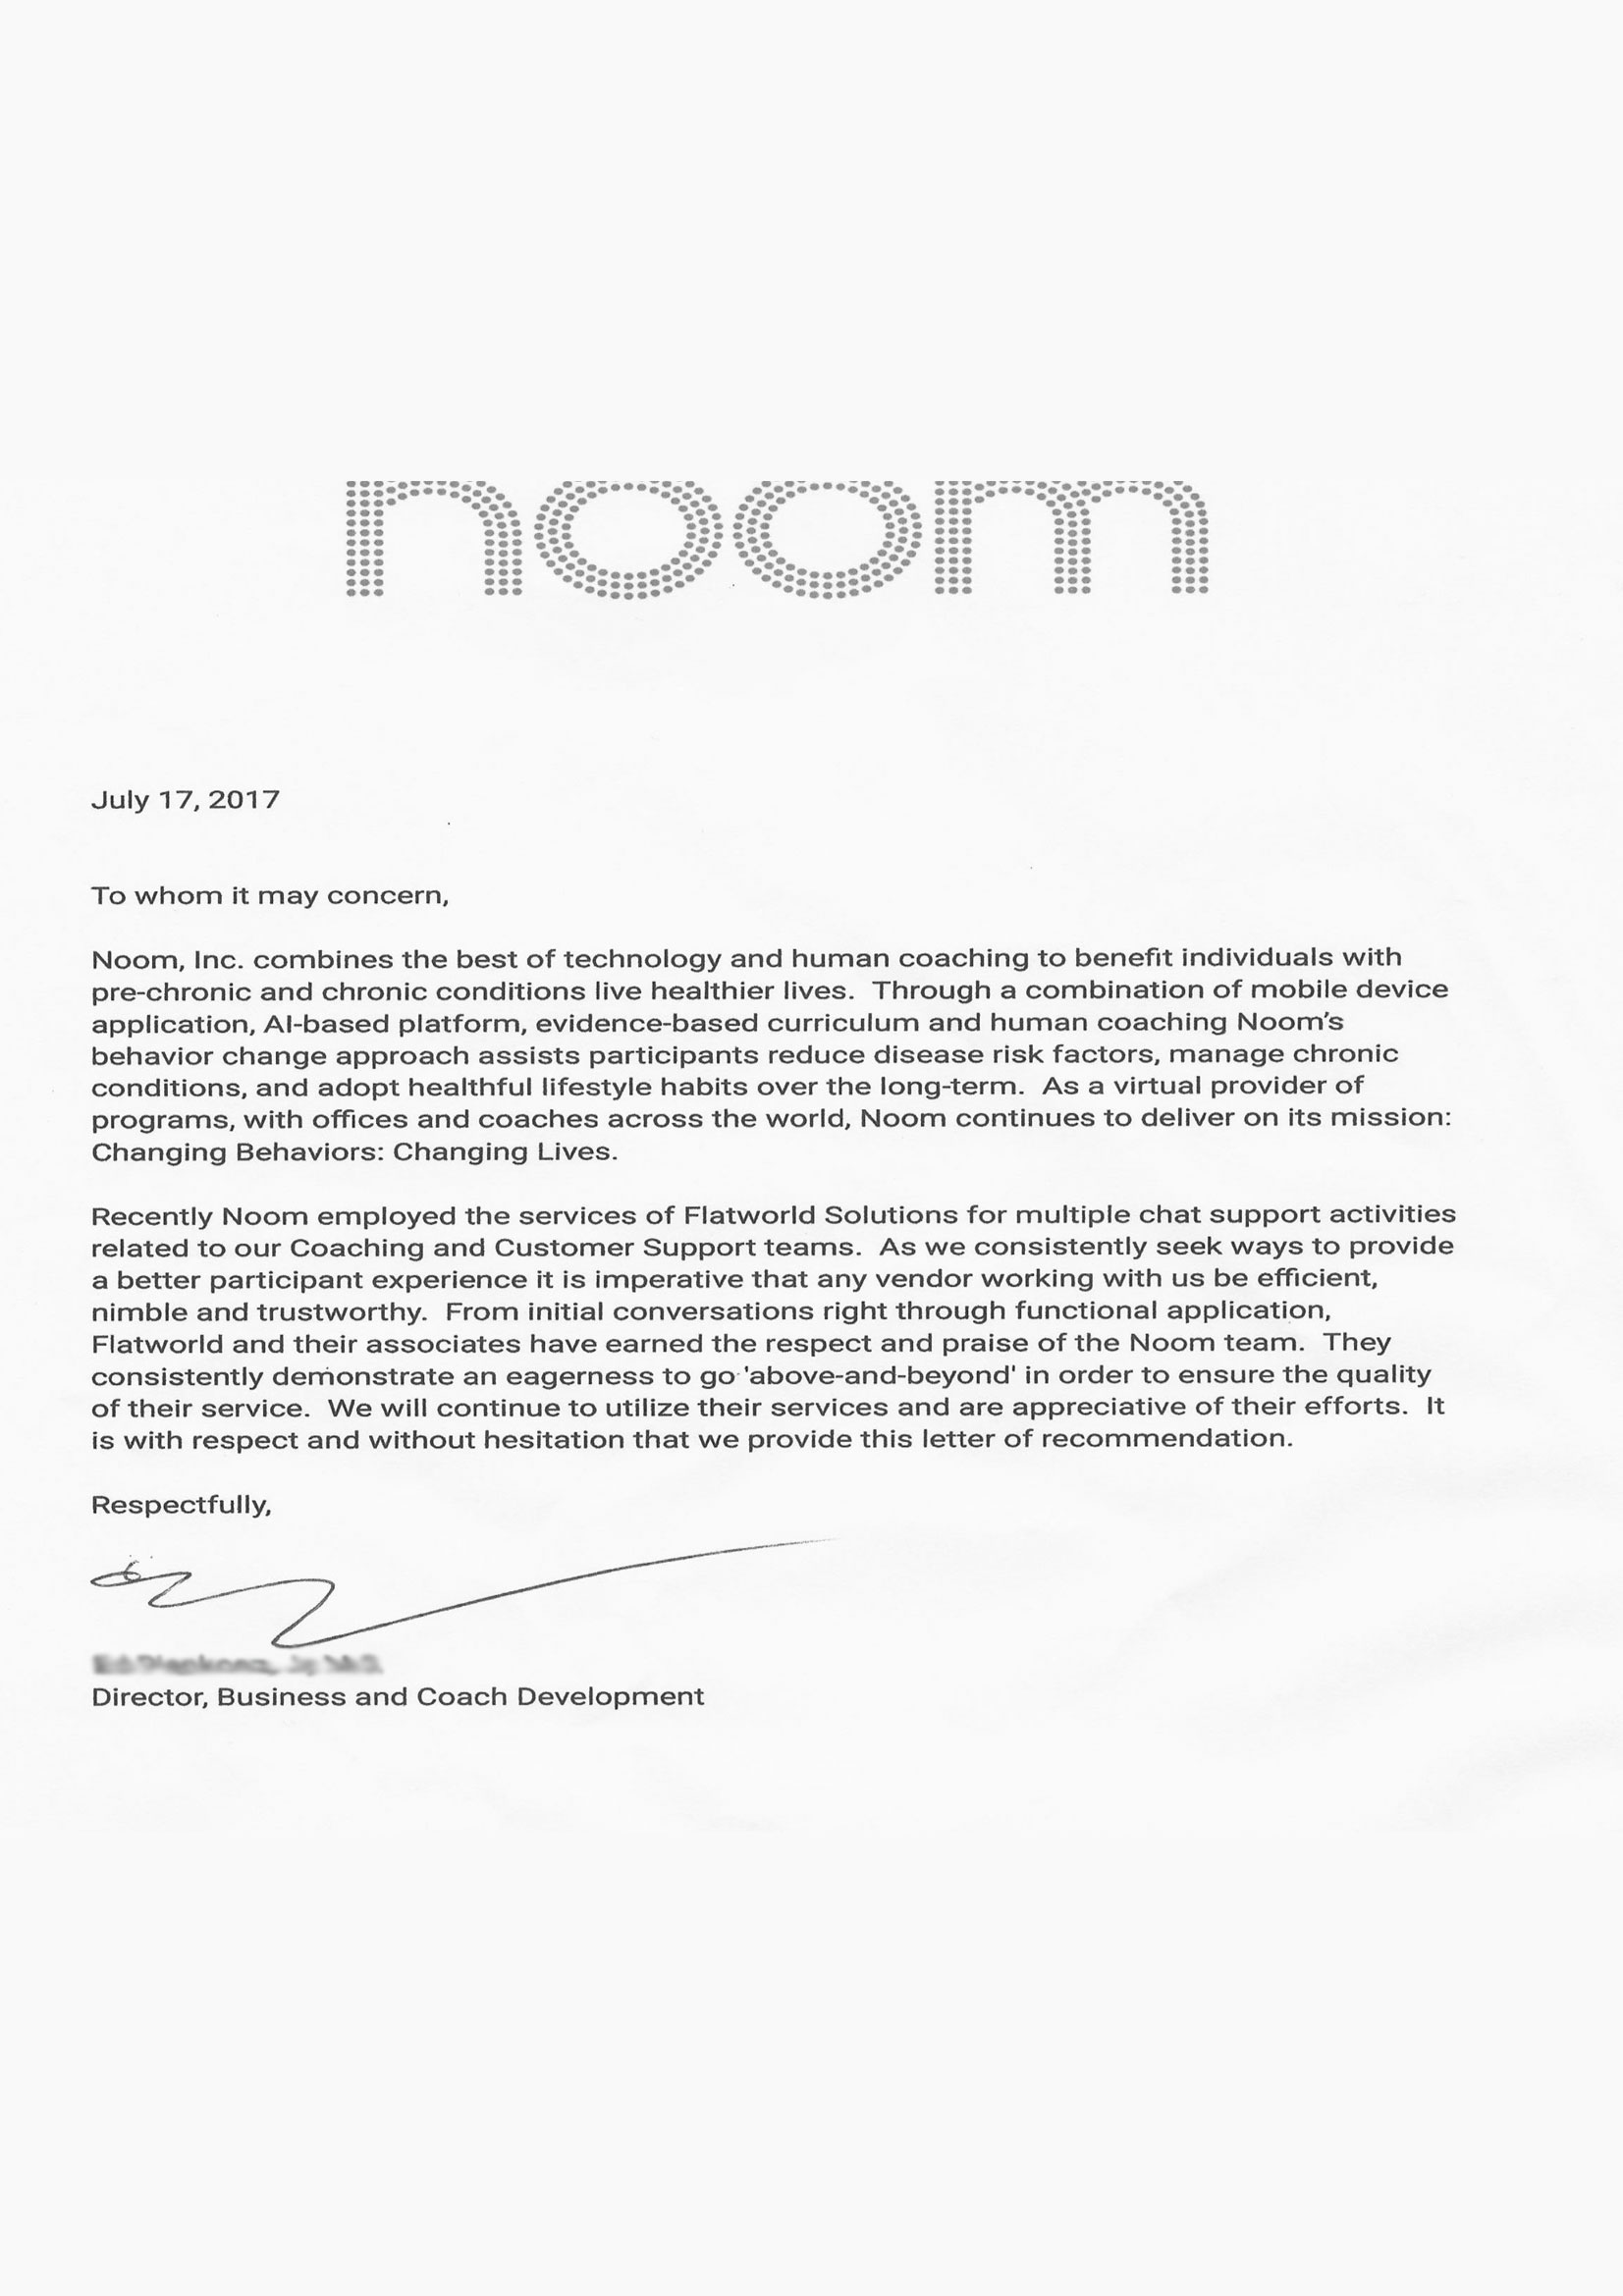 noom
July 17, 2017
To whom it may concern,
Noom, Inc. combines the best of technology and human coaching to benefit individuals with
pre-chronic and chronic conditions live healthier lives.  Through a combination of mobile device
application, AI-based platform, evidence-based curriculum and human coaching Noom’s
behavior change approach assists participants reduce disease risk factors, manage chronic
conditions, and adopt healthful lifestyle habits over the long-term.  As a virtual provider of
programs, with offices and coaches across the world, Noom continues to deliver on its mission:
Changing Behaviors: Changing Lives.
Recently Noom employed the services of Flatworld Solutions for multiple chat support activities
related to our Coaching and Customer Support teams.  As we consistently seek ways to provide
a better participant experience it is imperative that any vendor working with us be efficient,
nimble and trustworthy.  From initial conversations right through functional application,
Flatworld and their associates have earned the respect and praise of the Noom team.  They
consistently demonstrate an eagerness to go 'above-and-beyond' in order to ensure the quality
of their service.  We will continue to utilize their services and are appreciative of their efforts.  It
is with respect and without hesitation that we provide this letter of recommendation.
Respectfully,
Director, Business and Coach Development